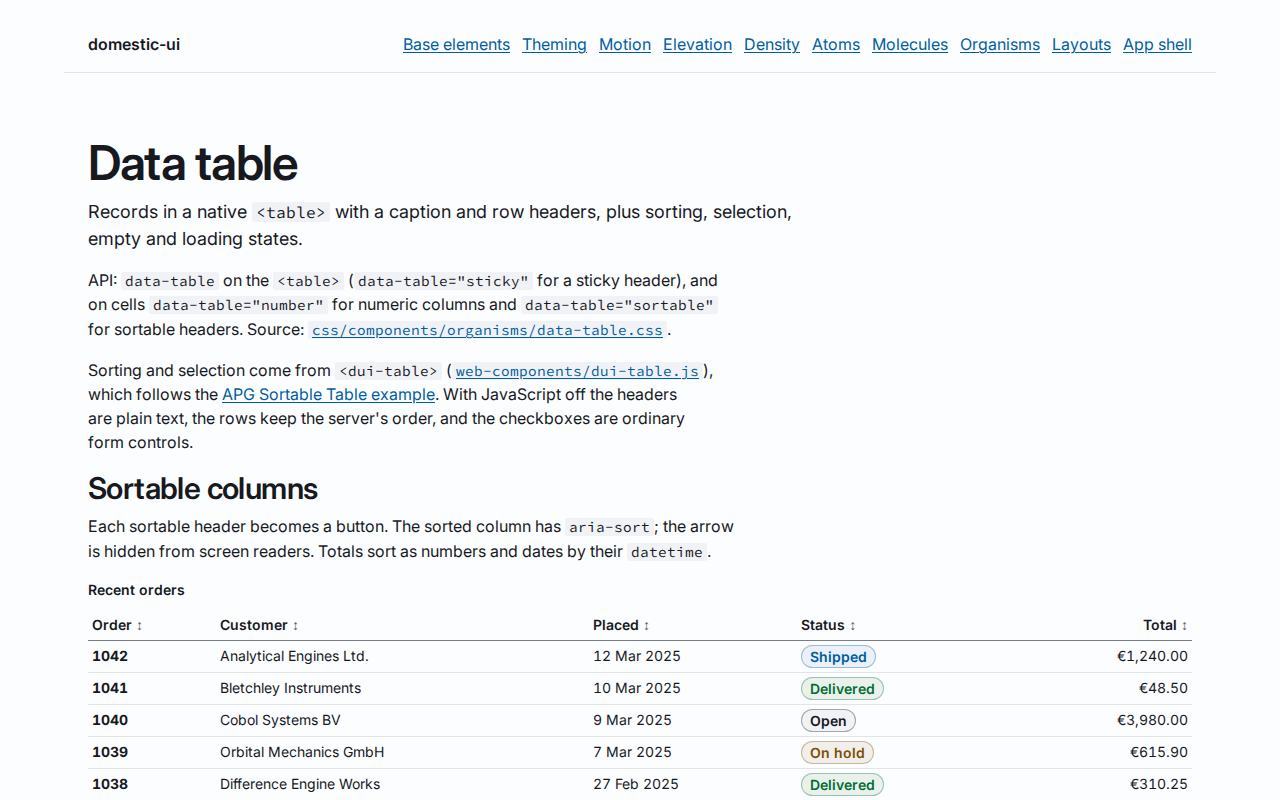 domestic-ui
Base elements Theming Motion Elevation Density Atoms Molecules Organisms Layouts App shell
Data table
Records in a native <table> with a caption and row headers, plus sorting, selection,
empty and loading states.
API: data-table on the <table> ( data-table="sticky" for a sticky header), and
on cells data-table="number" for numeric columns and data-table="sortable"
for sortable headers. Source: css/components/organisms/data-table.css .
Sorting and selection come from <dui-table> ( web-components/dui-table.js ),
which follows the APG Sortable Table example. With JavaScript off the headers
are plain text, the rows keep the server's order, and the checkboxes are ordinary
form controls.
Sortable columns
Each sortable header becomes a button. The sorted column has aria-sort ; the arrow
is hidden from screen readers. Totals sort as numbers and dates by their datetime .
Recent orders
Order ↕ Customer ↕ Placed ↕ Status ↕ Total ↕
1042 Analytical Engines Ltd. 12 Mar 2025 Shipped €1,240.00
1041 Bletchley Instruments 10 Mar 2025 Delivered €48.50
1040 Cobol Systems BV 9 Mar 2025 Open €3,980.00
1039 Orbital Mechanics GmbH 7 Mar 2025 On hold €615.90
1038 Difference Engine Works 27 Feb 2025 Delivered €310.25